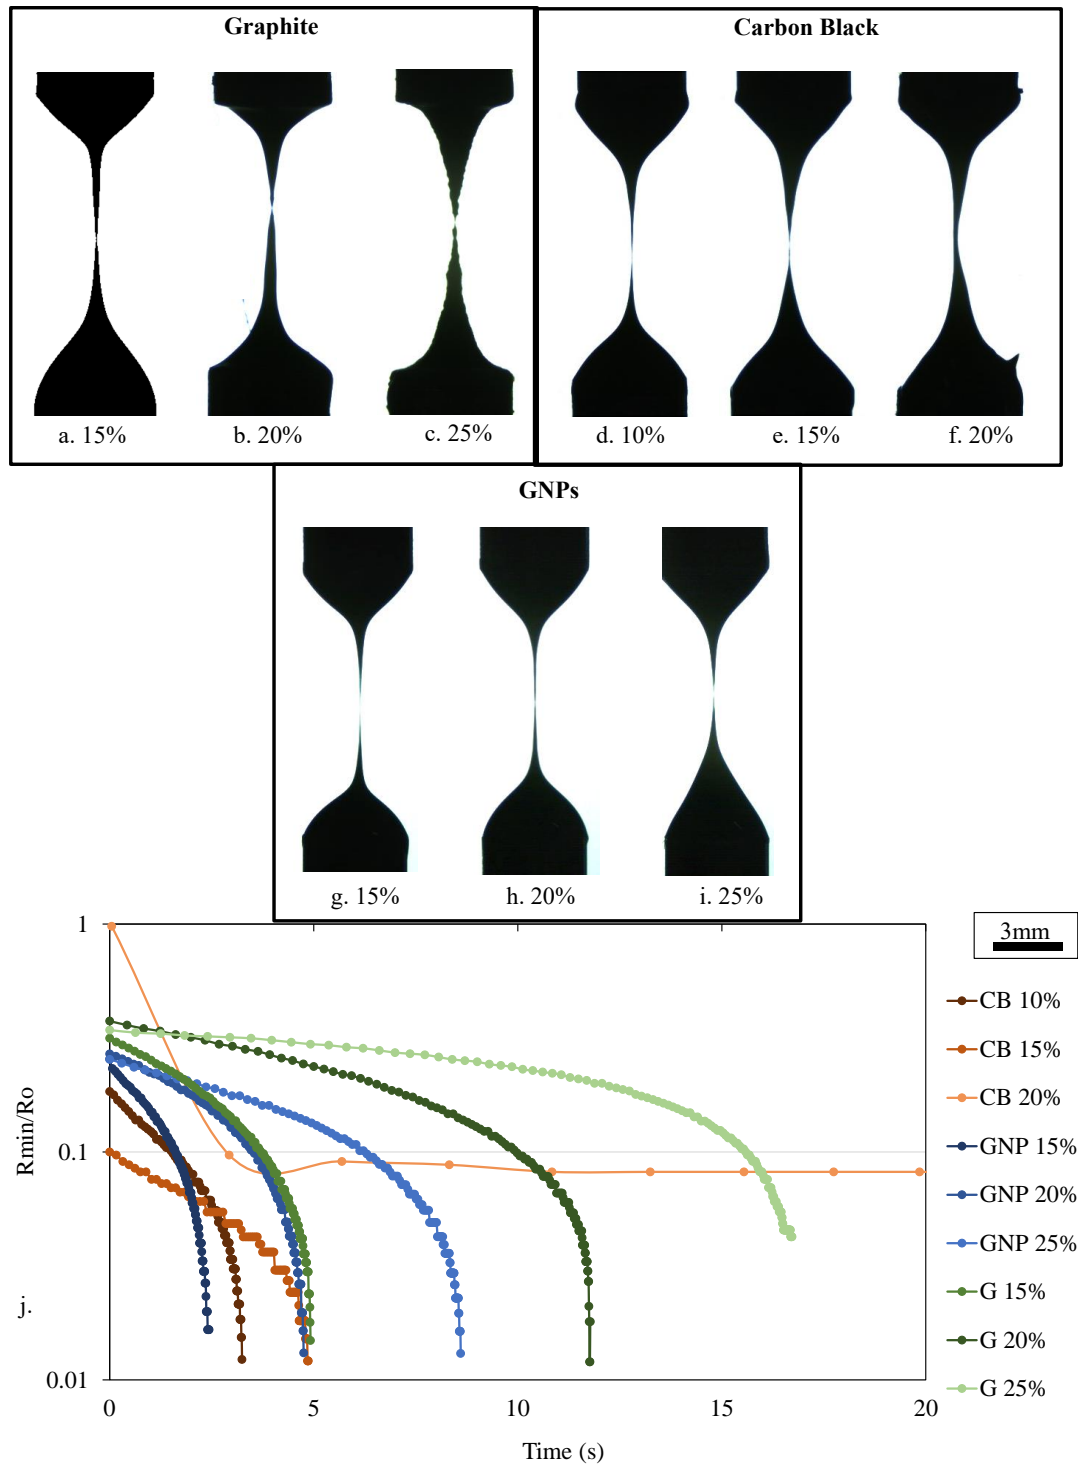 Graphite
Carbon Black
a. 15%
b. 20%
c. 25%
d. 10%
e. 15%
f. 20%
GNPs
g. 15%
h. 20%
i. 25%
3mm
1
0.1
0.01
Rmin/Ro
j.
0
5
10
15
20
Time (s)
CB 10%
CB 15%
CB 20%
GNP 15%
GNP 20%
GNP 25%
G 15%
G 20%
G 25%